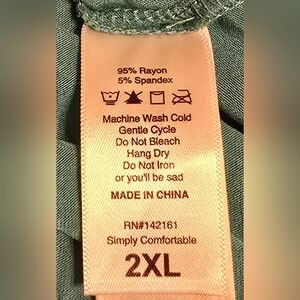 95% Rayon
5% Spandex
Machine Wash Cold
Gentle Cycle
Do Not Bleach
Hang Dry
Do Not Iron
or you'll be sad
MADE IN CHINA
RN#142161
Simply Comfortable
2XL